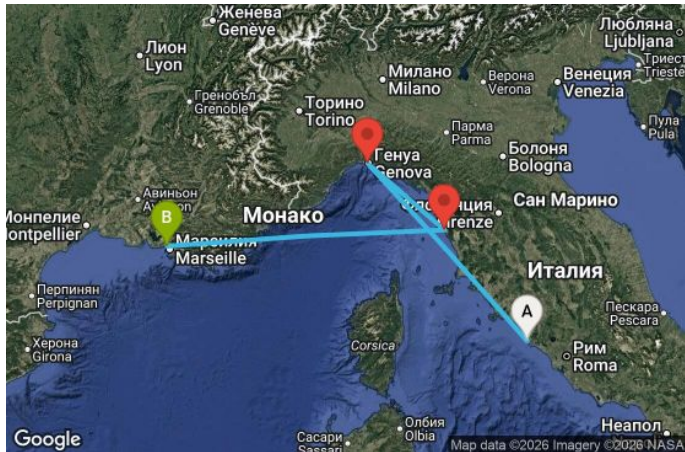 Женева
Genève
Любляна
Ljubljana
Лион
Lyon
Милано
Milano
Верона
Verona
Венеция
Venezia
Триест
Trieste
Гренобъл
Grenoble
Торино
Torino
Парма
Parma
Болоня
Bologna
Пула
Pula
Генуа
Genova
Авиньон
Монпелие
Montpellier
B
Монако
Сан Марино
Марсилия
Marseille
Италия
Перпинян
Perpignan
A
Пескара
Pescara
Херона
Girona
Corsica
Рим
Roma
Олбия
Olbia
Сасари
Sassari
Неапол
Google
Map data ©2026 Imagery ©2026 NASA